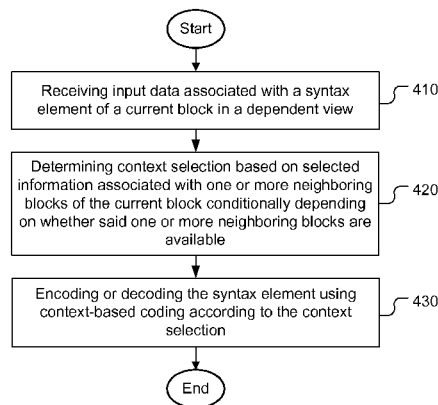 Start
Receiving input data associated with a syntax
element of a current block in a dependent view
410
Determining context selection based on selected
information associated with one or more neighboring
blocks of the current block conditionally depending
on whether said one or more neighboring blocks are
available
420
Encoding or decoding the syntax element using
context-based coding according to the context
selection
430
End